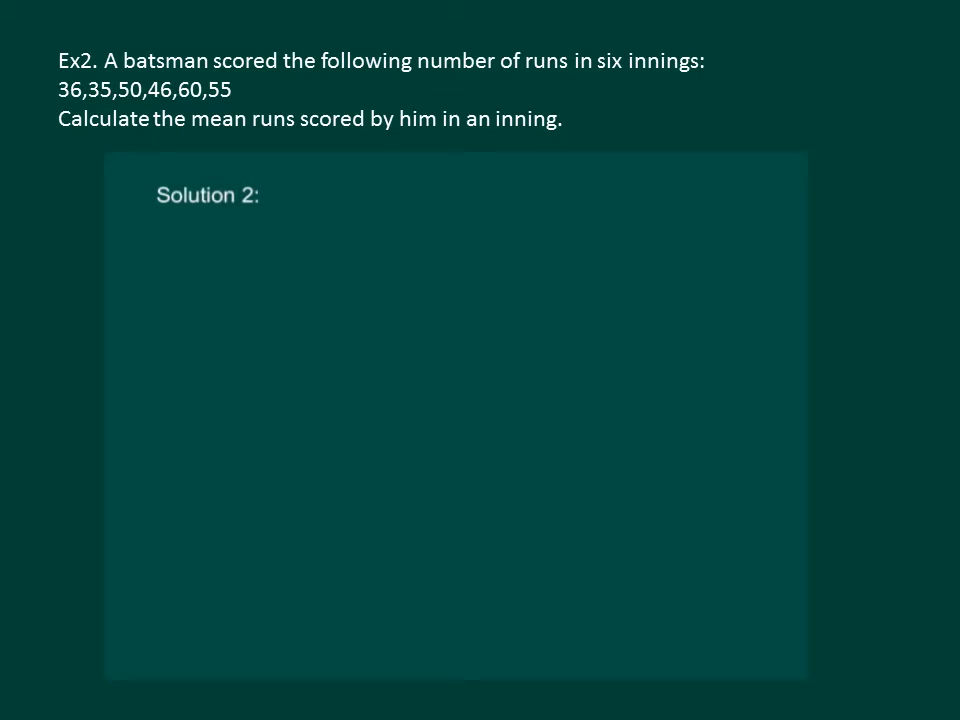 Ex2. A batsman scored the following number of runs in six innings:
36,35,50,46,60,55
Calculate the mean runs scored by him in an inning.
Solution 2: